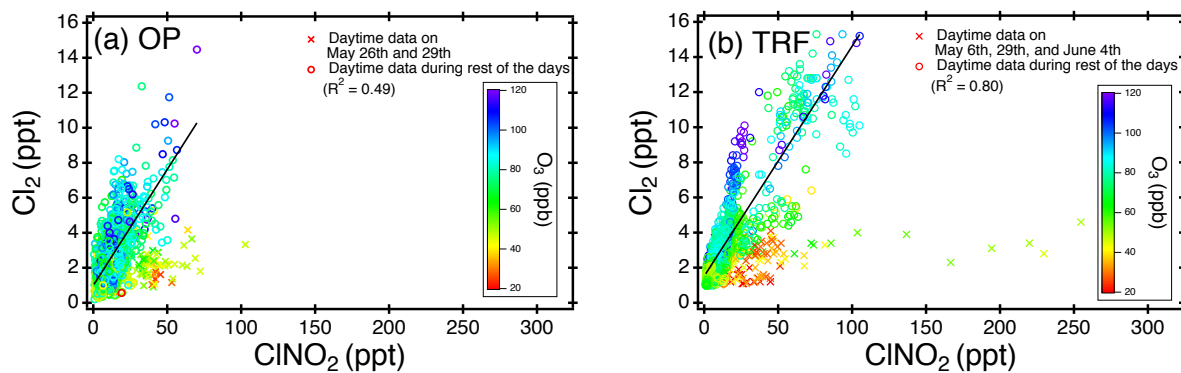 (a) OP
× Daytime data on
May 26th and 29th
o Daytime data during rest of the days
(R² = 0.49)
16
14
12
10
8
6
4
2
0
Cl₂ (ppt)
0 50 100 150 200 250 300
ClNO₂ (ppt)
120
100
80
60
40
20
O₃ (ppb)
(b) TRF
× Daytime data on
May 6th, 29th, and June 4th
o Daytime data during rest of the days
(R² = 0.80)
16
14
12
10
8
6
4
2
0
Cl₂ (ppt)
0 50 100 150 200 250 300
ClNO₂ (ppt)
120
100
80
60
40
20
O₃ (ppb)